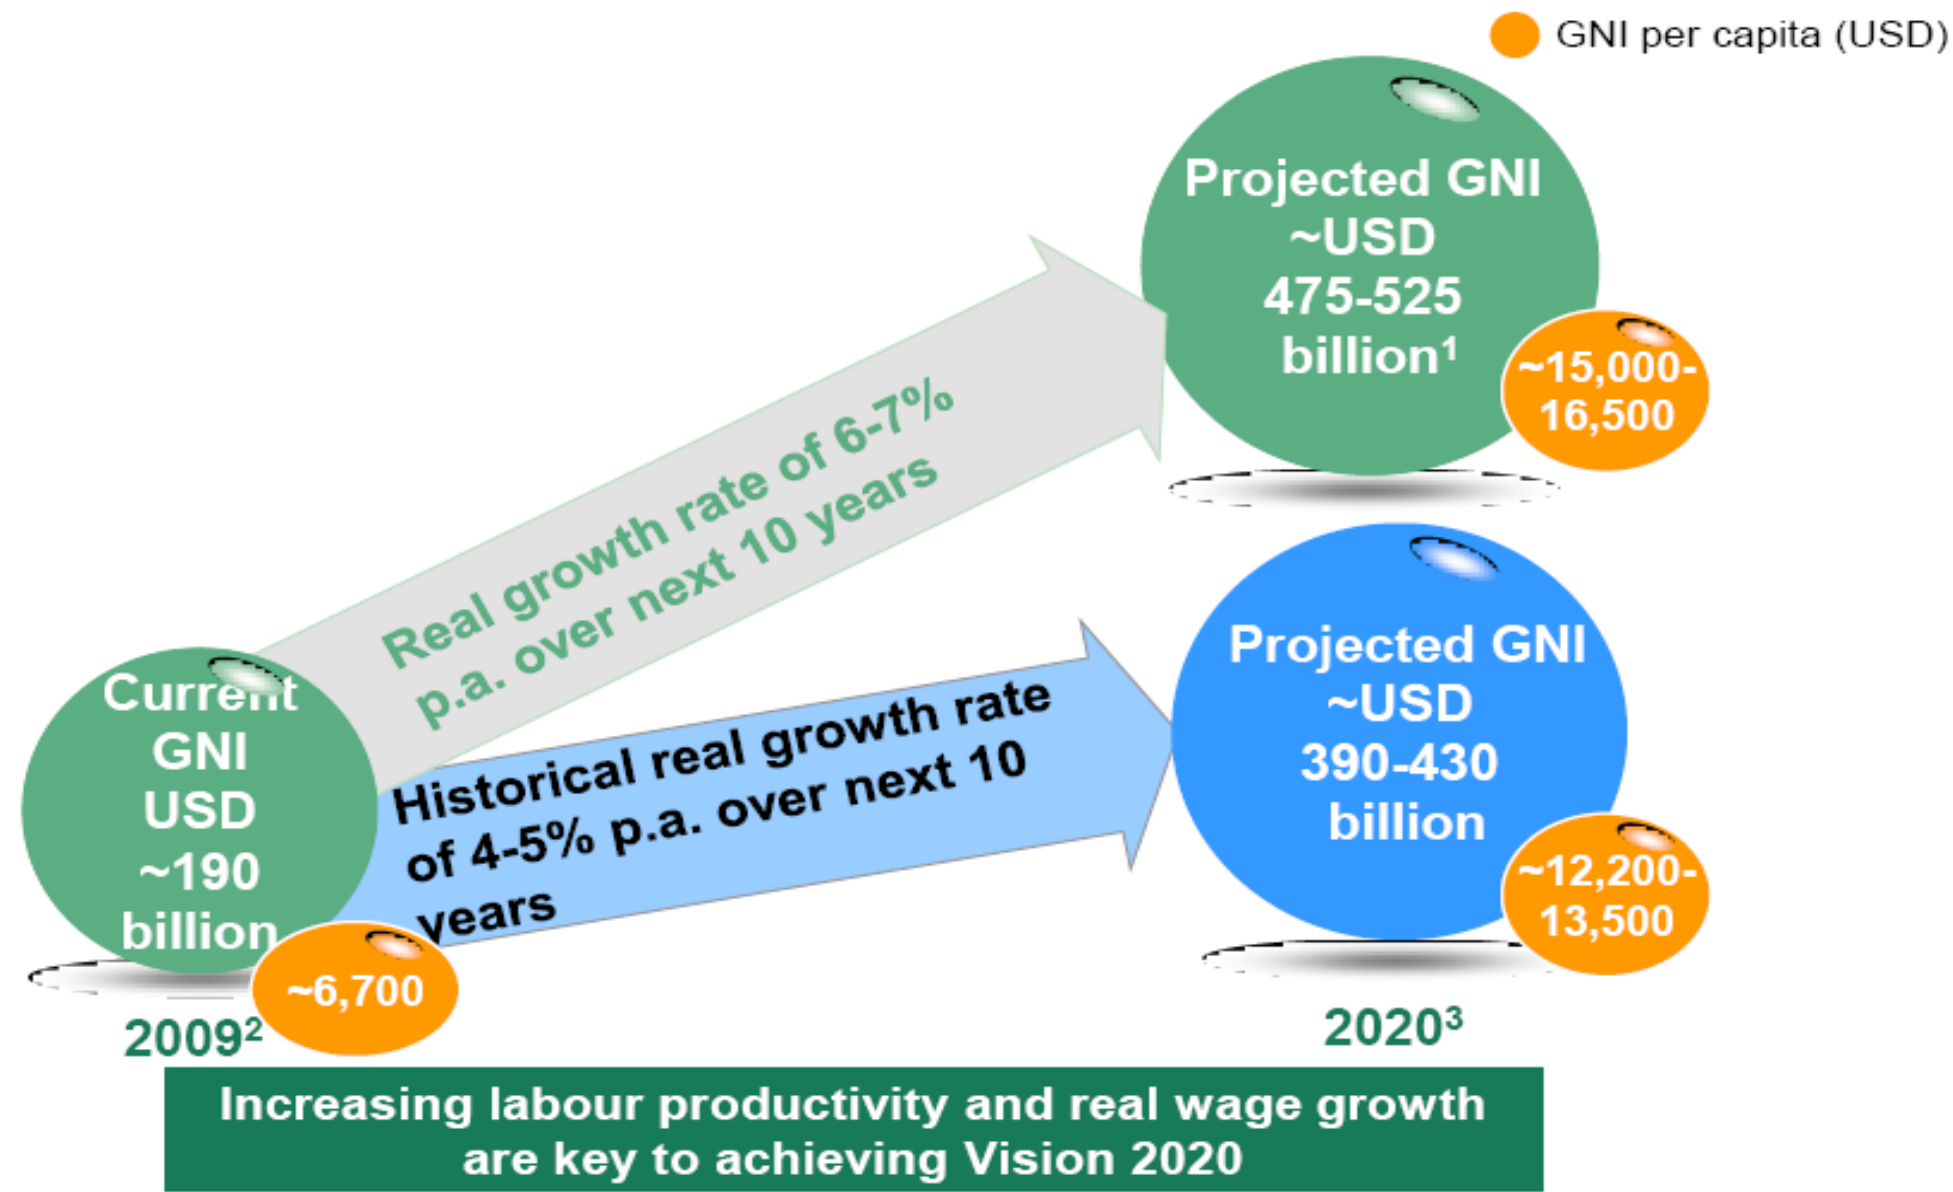 GNI per capita (USD)
Projected GNI
~USD
475-525
billion¹
~15,000-
16,500
Real growth rate of 6-7%
p.a. over next 10 years
Historical real growth rate
of 4-5% p.a. over next 10
years
Projected GNI
~USD
390-430
billion
~12,200-
13,500
Current
GNI
USD
~190
billion
~6,700
2009²
2020³
Increasing labour productivity and real wage growth
are key to achieving Vision 2020